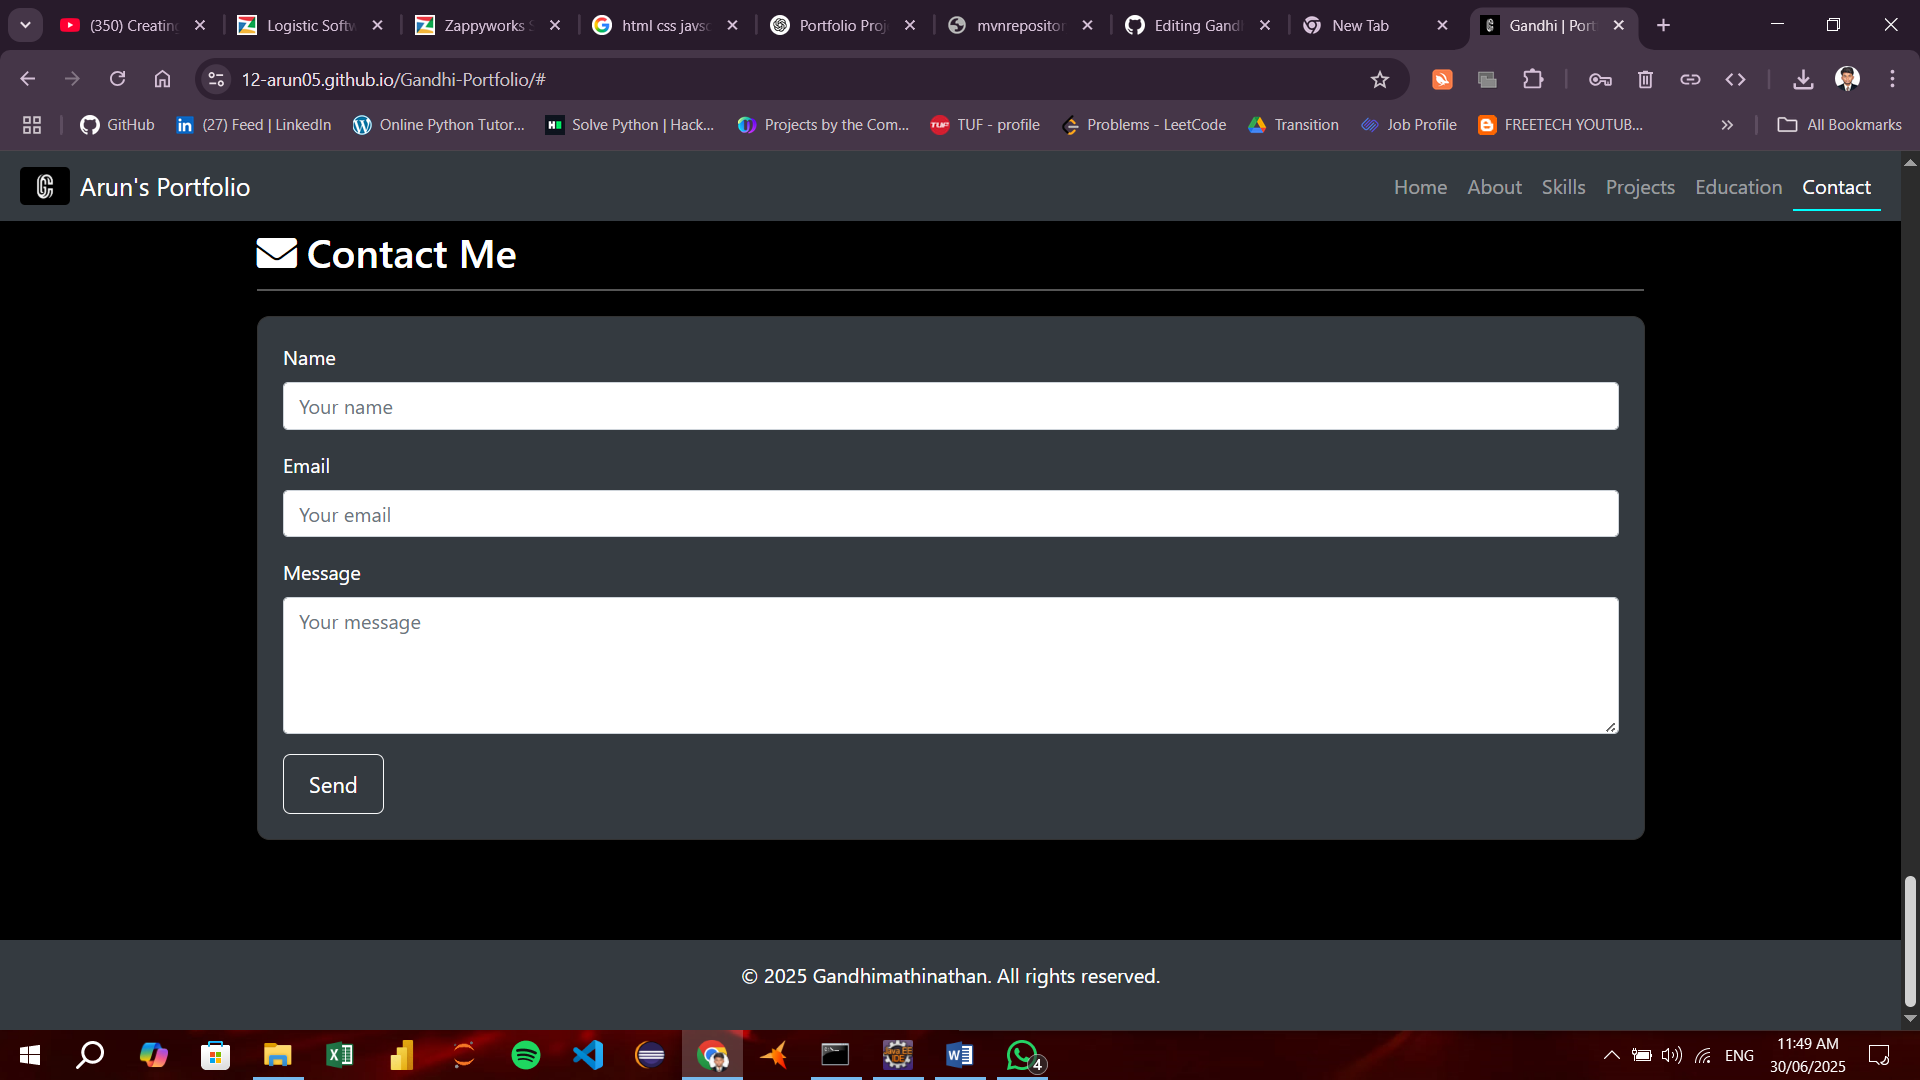 (350) Creating
Logistic Softw
Zappyworks S
html css javsc
Portfolio Proj
mvnrepositor
Editing Gandh
New Tab
Gandhi | Port
12-arun05.github.io/Gandhi-Portfolio/#
GitHub
(27) Feed | LinkedIn
Online Python Tutor...
Solve Python | Hack...
Projects by the Com...
TUF - profile
Problems - LeetCode
Transition
Job Profile
FREETECH YOUTUB...
All Bookmarks
Arun's Portfolio
Home
About
Skills
Projects
Education
Contact
Contact Me
Name
Your name
Email
Your email
Message
Your message
Send
© 2025 Gandhimathinathan. All rights reserved.
4
ENG
11:49 AM
30/06/2025